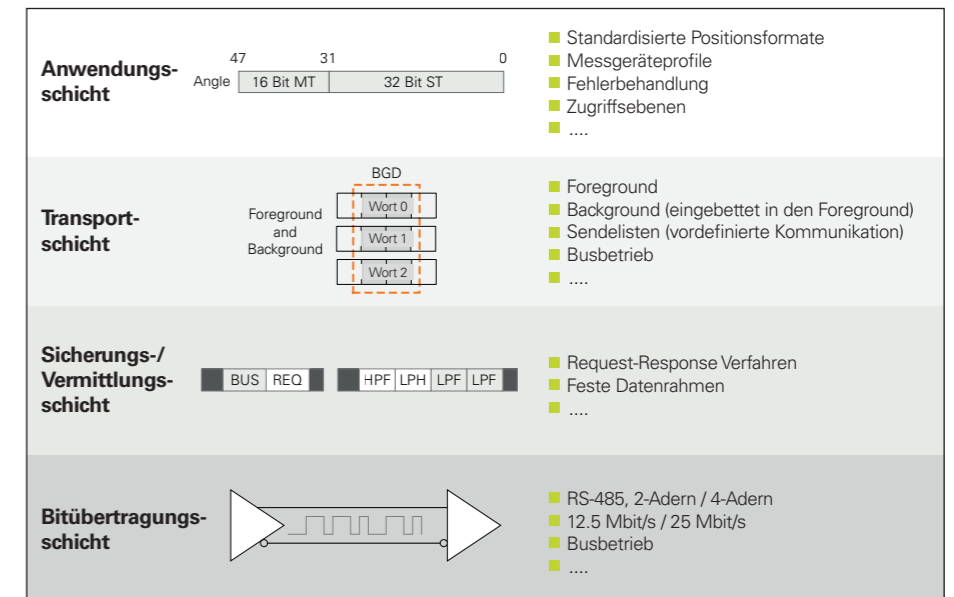 Anwendungs-
schicht
47 31 0
Angle 16 Bit MT 32 Bit ST
Standardisierte Positionsformate
Messgeräteprofile
Fehlerbehandlung
Zugriffsebenen
....
Transport-
schicht
Foreground
and
Background
BGD
Wort 0
Wort 1
Wort 2
Foreground
Background (eingebettet in den Foreground)
Sendelisten (vordefinierte Kommunikation)
Busbetrieb
....
Sicherungs-/
Vermittlungs-
schicht
BUS REQ HPF LPH LPF LPF
Request-Response Verfahren
Feste Datenrahmen
....
Bitübertragungs-
schicht
RS-485, 2-Adern / 4-Adern
12.5 Mbit/s / 25 Mbit/s
Busbetrieb
....